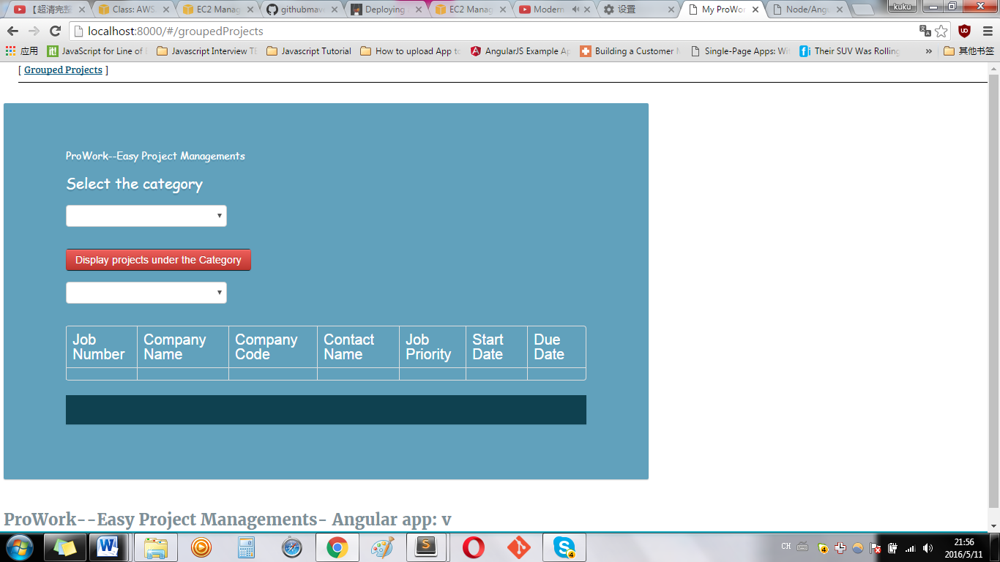 【超清完整
Class: AWS.
EC2 Manag
githubmave
Deploying
EC2 Manag
Modern
设置
My ProWor
Node/Angu
kuku
localhost:8000/#/groupedProjects
应用
JavaScript for Line of
Javascript Interview
Javascript Tutorial
How to upload App to
AngularJS Example Ap
Building a Customer
Single-Page Apps: Wi
Their SUV Was Rolling
»
其他书签
[ Grouped Projects ]
ProWork--Easy Project Managements
Select the category
Display projects under the Category
Job Number
Company Name
Company Code
Contact Name
Job Priority
Start Date
Due Date
ProWork--Easy Project Managements- Angular app: v
CH
21:56
2016/5/11